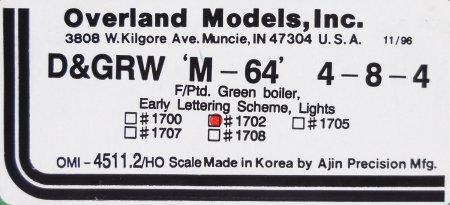 Overland Models, Inc.
3808 W. Kilgore Ave. Muncie, IN 47304 U.S.A. 11/96
D&GRW 'M-64' 4-8-4
F/Ptd. Green boiler,
Early Lettering Scheme, Lights
#1700 #1702 #1705
#1707 #1708
OMI-4511.2/HO Scale Made in Korea by Ajin Precision Mfg.